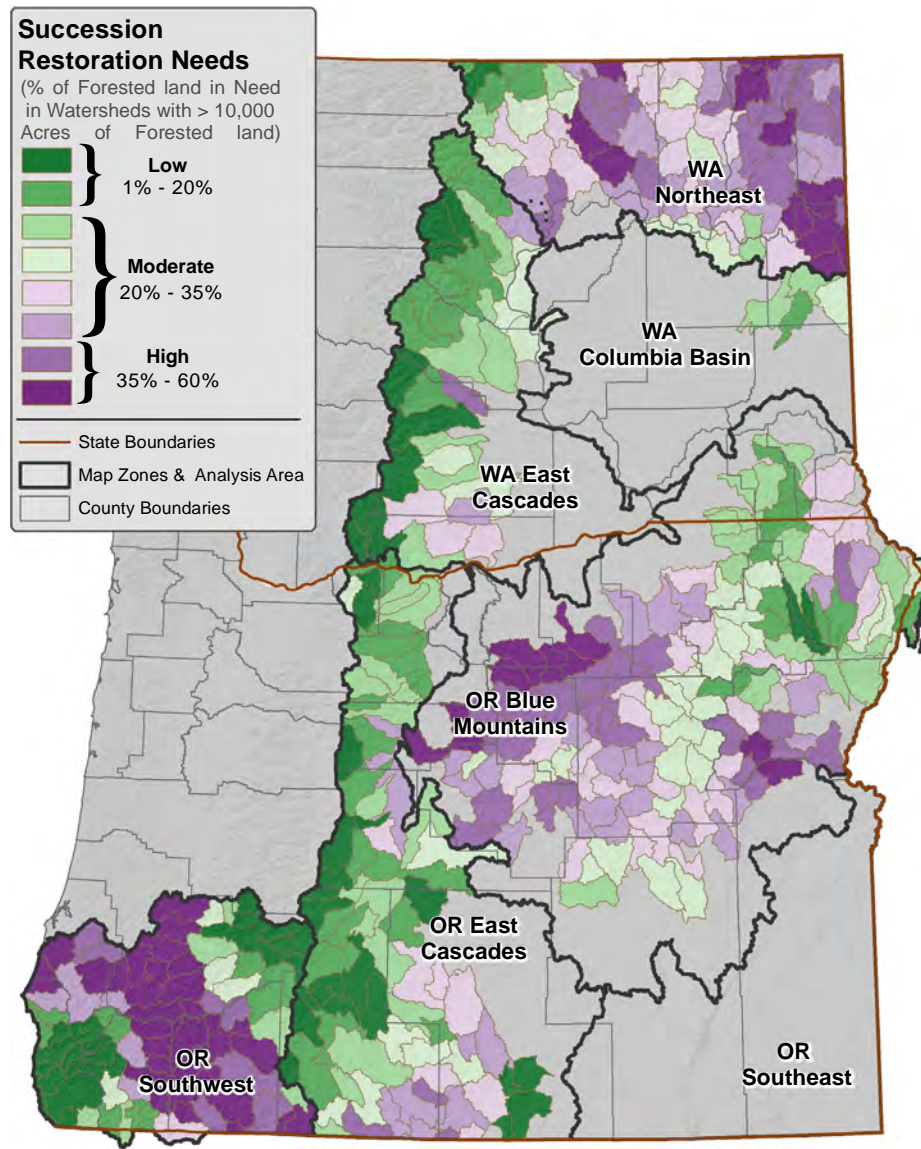 Succession
Restoration Needs
(% of Forested land in Need
in Watersheds with > 10,000
Acres of Forested land)
Low
1% - 20%
Moderate
20% - 35%
High
35% - 60%
State Boundaries
Map Zones & Analysis Area
County Boundaries
WA
Northeast
WA
Columbia Basin
WA East
Cascades
OR Blue
Mountains
OR East
Cascades
OR
Southwest
OR
Southeast